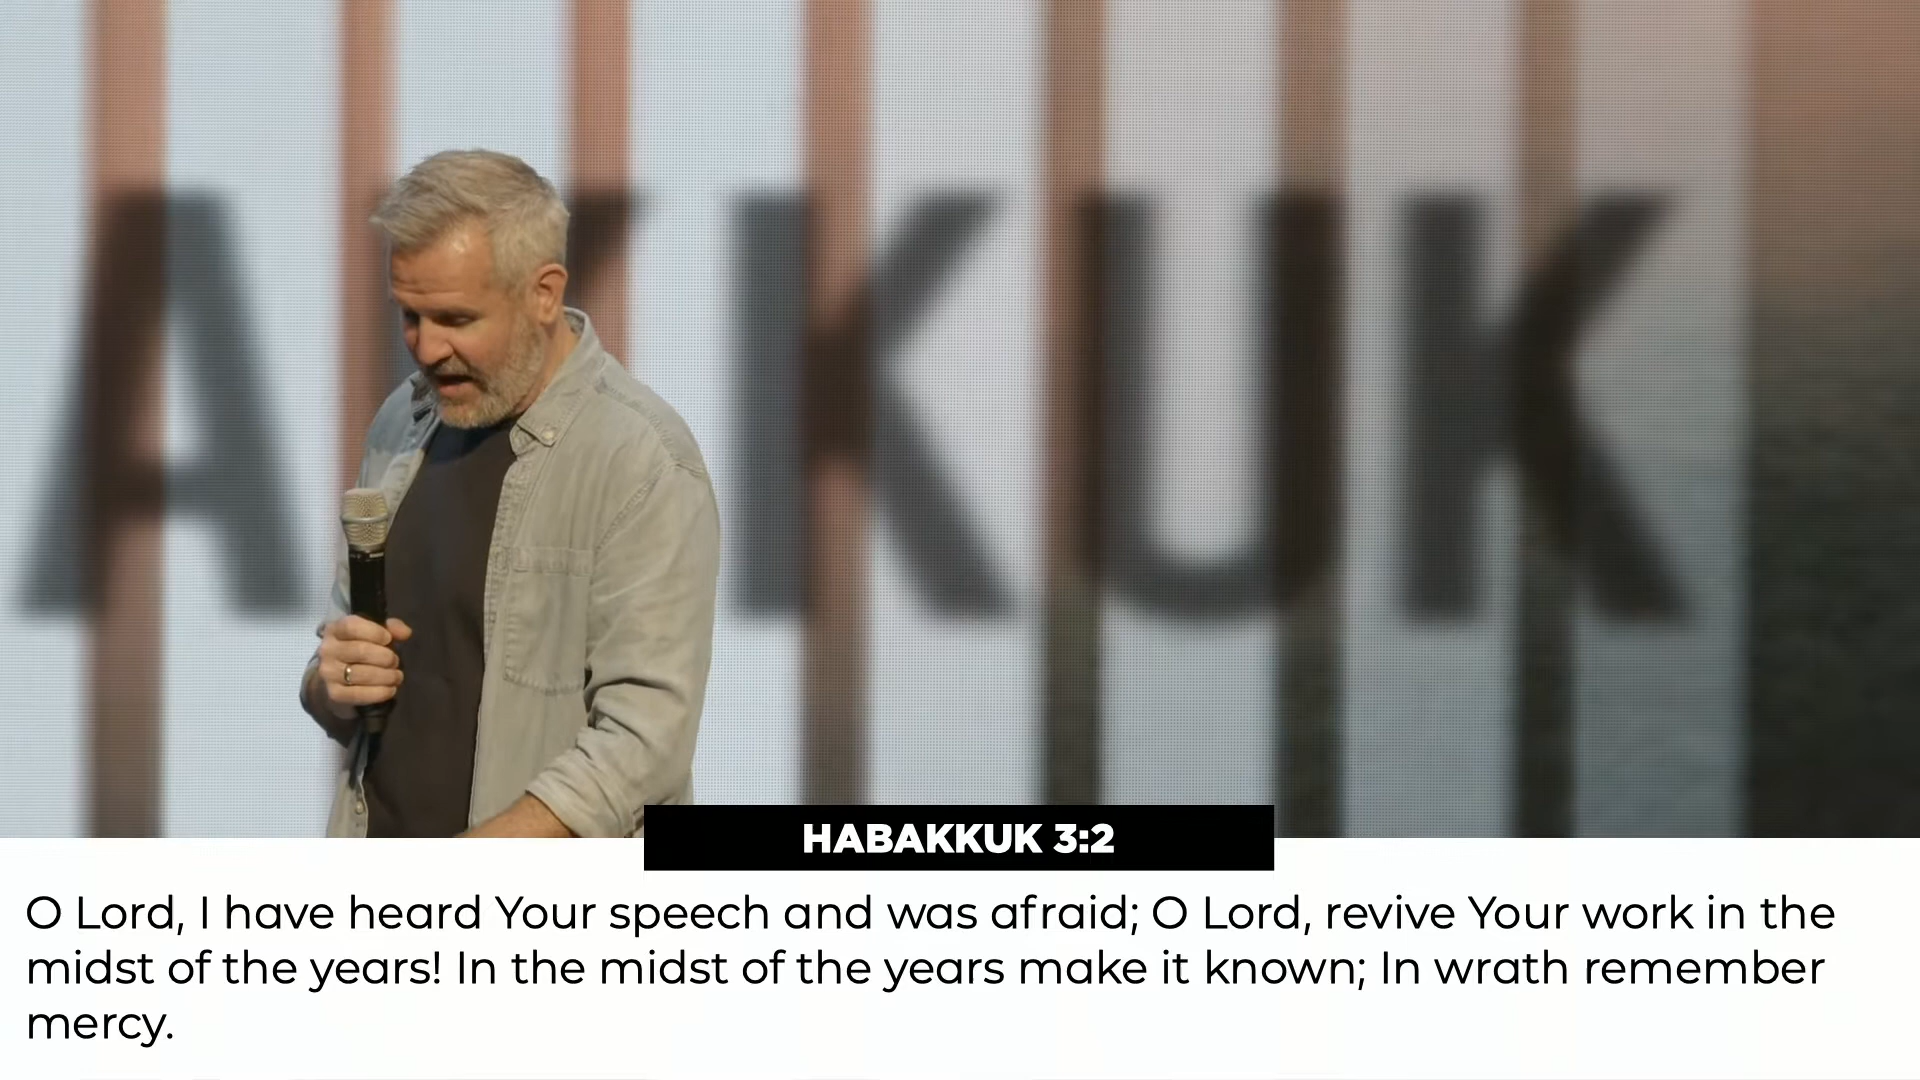 AKKUK
HABAKKUK 3:2
O Lord, I have heard Your speech and was afraid; O Lord, revive Your work in the
midst of the years! In the midst of the years make it known; In wrath remember
mercy.